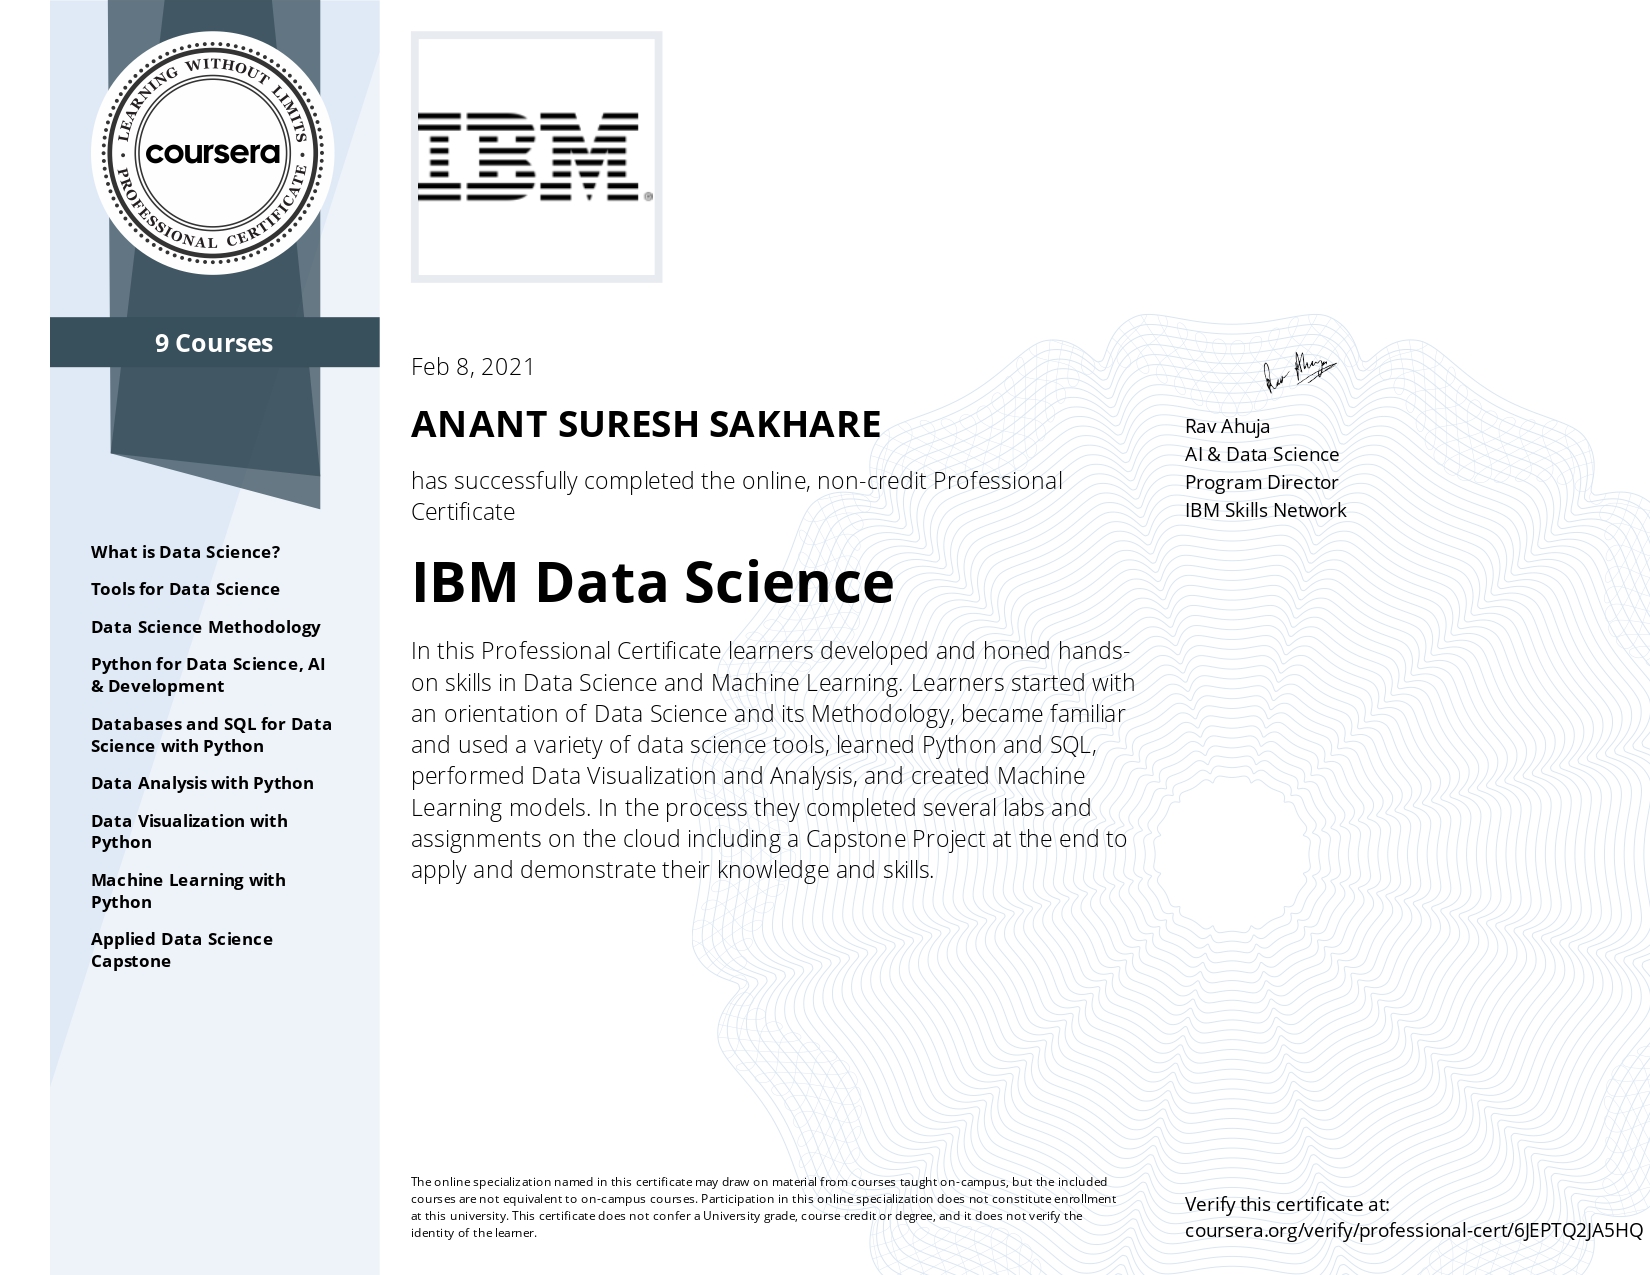 LEARNING WITHOUT LIMITS
coursera
PROFESSIONAL CERTIFICATE
IBM
9 Courses
What is Data Science?
Tools for Data Science
Data Science Methodology
Python for Data Science, AI
& Development
Databases and SQL for Data
Science with Python
Data Analysis with Python
Data Visualization with
Python
Machine Learning with
Python
Applied Data Science
Capstone
Feb 8, 2021
ANANT SURESH SAKHARE
has successfully completed the online, non-credit Professional
Certificate
IBM Data Science
In this Professional Certificate learners developed and honed hands-
on skills in Data Science and Machine Learning. Learners started with
an orientation of Data Science and its Methodology, became familiar
and used a variety of data science tools, learned Python and SQL,
performed Data Visualization and Analysis, and created Machine
Learning models. In the process they completed several labs and
assignments on the cloud including a Capstone Project at the end to
apply and demonstrate their knowledge and skills.
Rav Ahuja
Rav Ahuja
AI & Data Science
Program Director
IBM Skills Network
The online specialization named in this certificate may draw on material from courses taught on-campus, but the included
courses are not equivalent to on-campus courses. Participation in this online specialization does not constitute enrollment
at this university. This certificate does not confer a University grade, course credit or degree, and it does not verify the
identity of the learner.
Verify this certificate at:
coursera.org/verify/professional-cert/6JEPTQ2JA5HQ